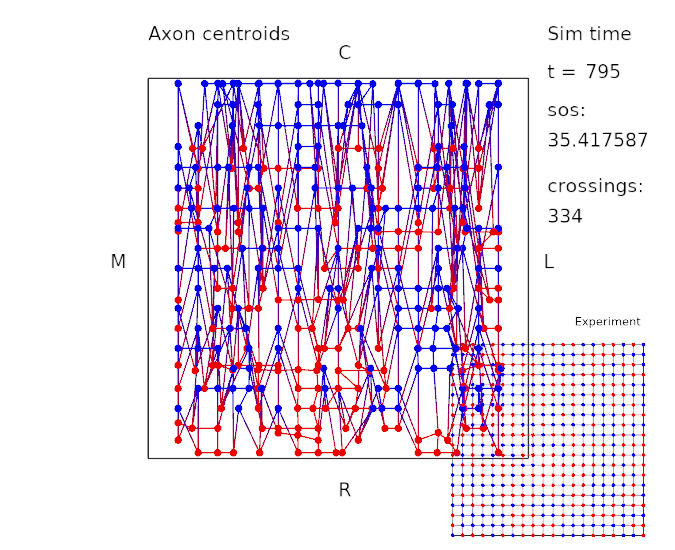 Axon centroids
C
Sim time
t = 795
sos:
35.417587
crossings:
334
M
L
Experiment
R